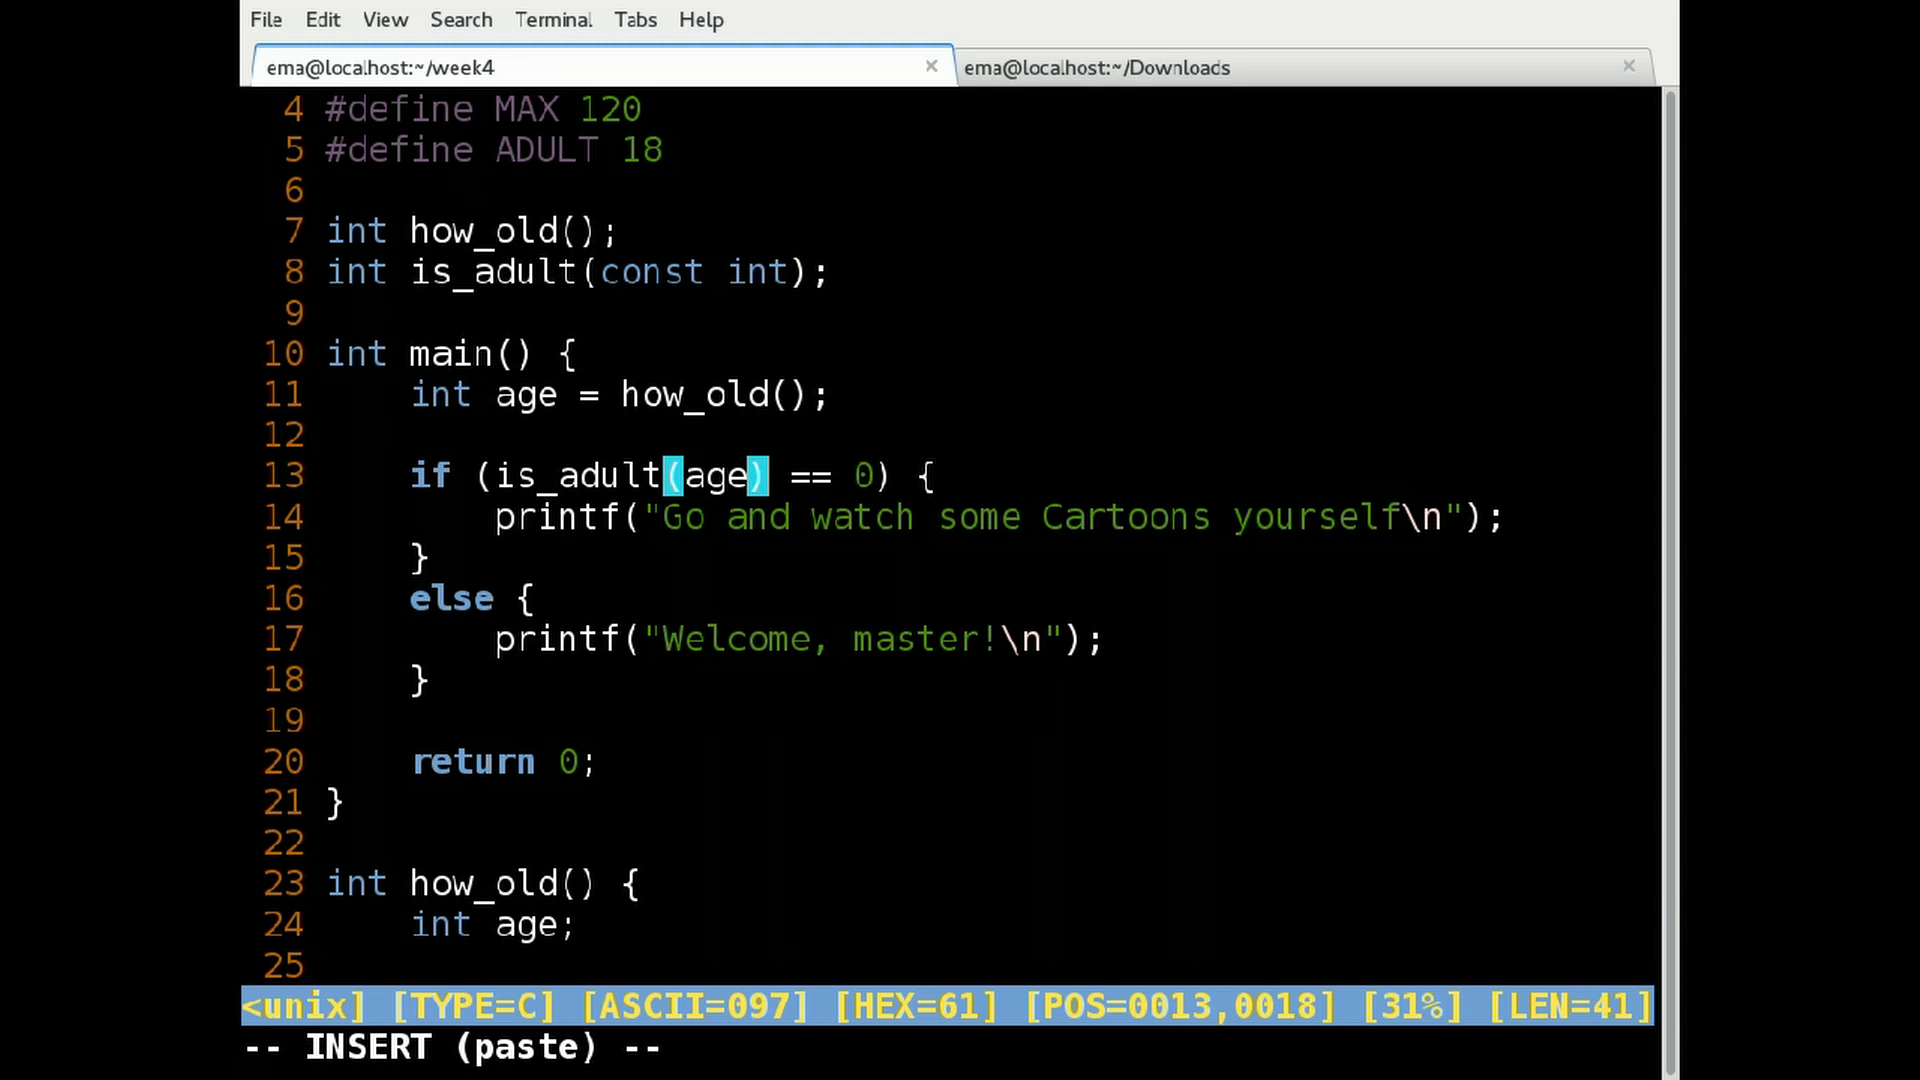 File Edit View Search Terminal Tabs Help
ema@localhost:~/week4 × ema@localhost:~/Downloads ×
4 #define MAX 120
5 #define ADULT 18
6
7 int how_old();
8 int is_adult(const int);
9
10 int main() {
11     int age = how_old();
12
13     if (is_adult(age) == 0) {
14         printf("Go and watch some Cartoons yourself\n");
15     }
16     else {
17         printf("Welcome, master!\n");
18     }
19
20     return 0;
21 }
22
23 int how_old() {
24     int age;
25
<unix] [TYPE=C] [ASCII=097] [HEX=61] [POS=0013,0018] [31%] [LEN=41]
-- INSERT (paste) --